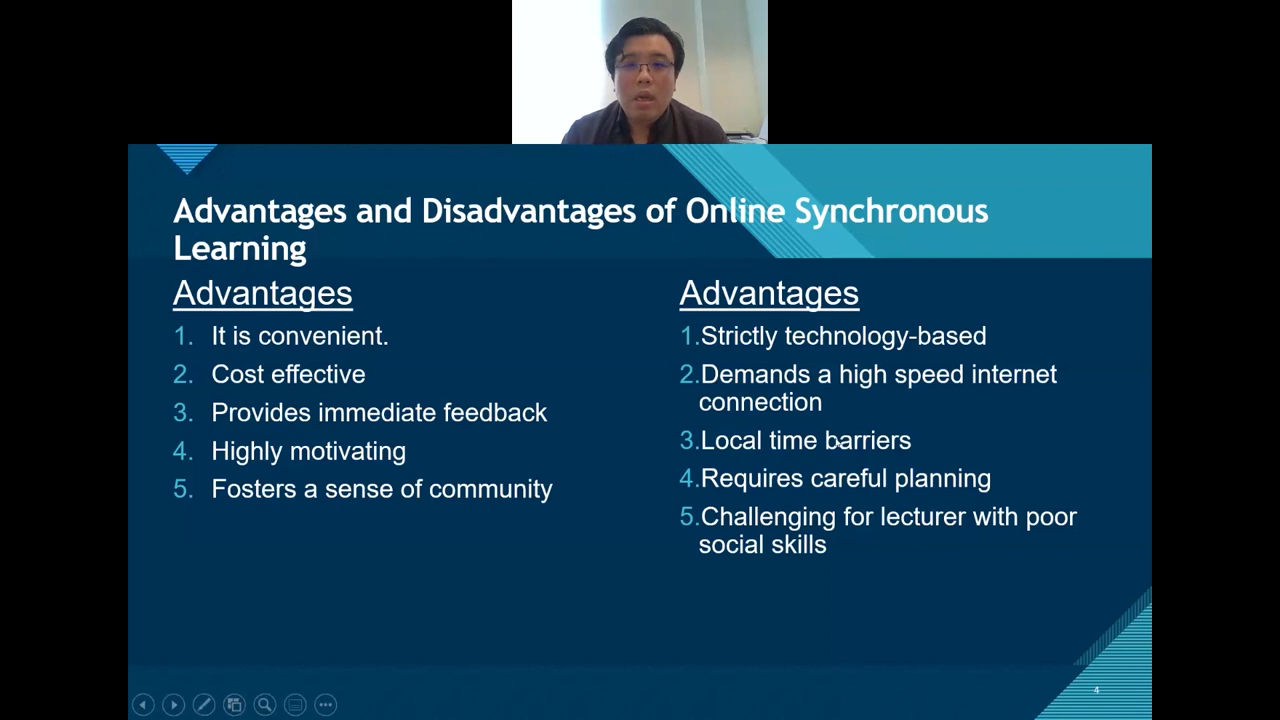 Advantages and Disadvantages of Online Synchronous
Learning
Advantages
1. It is convenient.
2. Cost effective
3. Provides immediate feedback
4. Highly motivating
5. Fosters a sense of community
Advantages
1.Strictly technology-based
2.Demands a high speed internet
connection
3.Local time barriers
4.Requires careful planning
5.Challenging for lecturer with poor
social skills
4